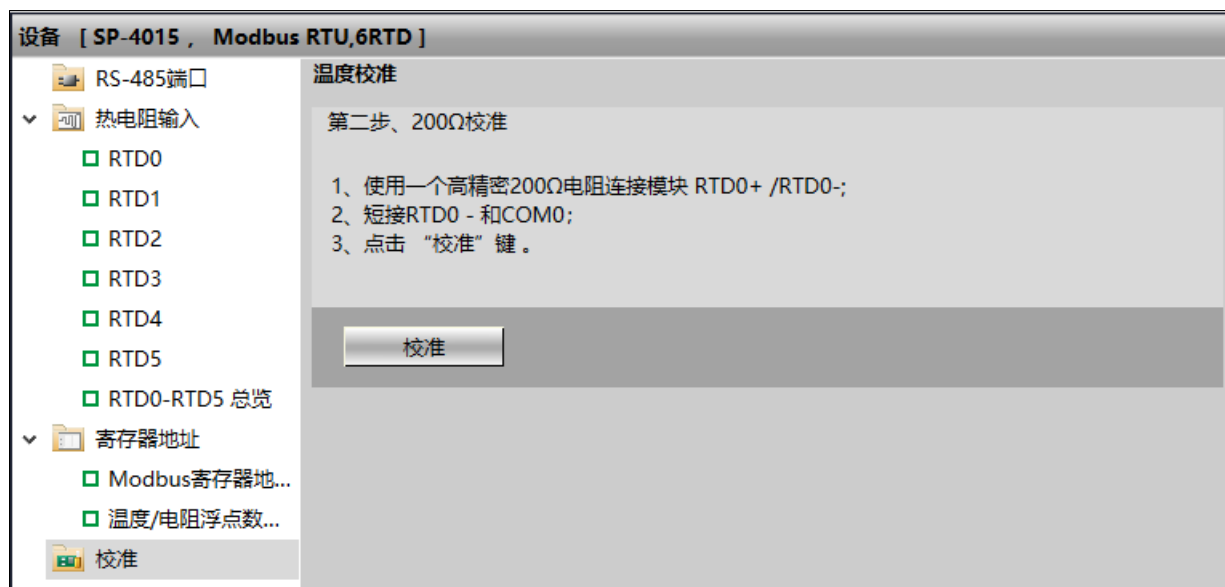 设备 [ SP-4015 , Modbus RTU,6RTD ]
RS-485端口
热电阻输入
RTD0
RTD1
RTD2
RTD3
RTD4
RTD5
RTD0-RTD5 总览
寄存器地址
Modbus寄存器地...
温度/电阻浮点数...
校准
温度校准
第二步、200Ω校准
1、使用一个高精密200Ω电阻连接模块 RTD0+ /RTD0-;
2、短接RTD0 - 和COM0;
3、点击 “校准” 键 。
校准